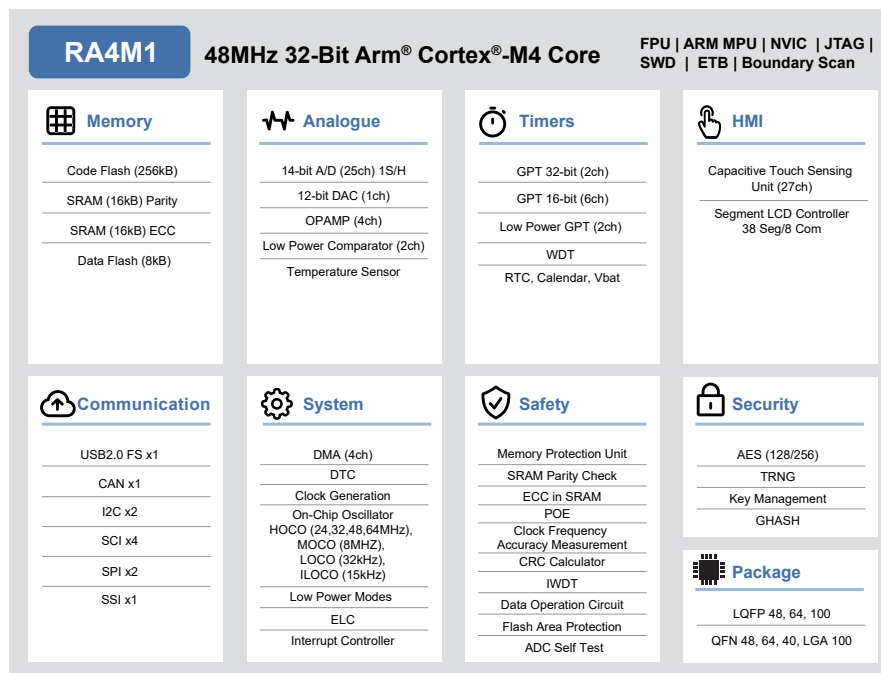 RA4M1
48MHz 32-Bit Arm® Cortex®-M4 Core
FPU | ARM MPU | NVIC | JTAG |
SWD | ETB | Boundary Scan
Memory
Code Flash (256kB)
SRAM (16kB) Parity
SRAM (16kB) ECC
Data Flash (8kB)
Analogue
14-bit A/D (25ch) 1S/H
12-bit DAC (1ch)
OPAMP (4ch)
Low Power Comparator (2ch)
Temperature Sensor
Timers
GPT 32-bit (2ch)
GPT 16-bit (6ch)
Low Power GPT (2ch)
WDT
RTC, Calendar, Vbat
HMI
Capacitive Touch Sensing
Unit (27ch)
Segment LCD Controller
38 Seg/8 Com
Communication
USB2.0 FS x1
CAN x1
I2C x2
SCI x4
SPI x2
SSI x1
System
DMA (4ch)
DTC
Clock Generation
On-Chip Oscillator
HOCO (24,32,48,64MHz),
MOCO (8MHZ),
LOCO (32kHz),
ILOCO (15kHz)
Low Power Modes
ELC
Interrupt Controller
Safety
Memory Protection Unit
SRAM Parity Check
ECC in SRAM
POE
Clock Frequency
Accuracy Measurement
CRC Calculator
IWDT
Data Operation Circuit
Flash Area Protection
ADC Self Test
Security
AES (128/256)
TRNG
Key Management
GHASH
Package
LQFP 48, 64, 100
QFN 48, 64, 40, LGA 100